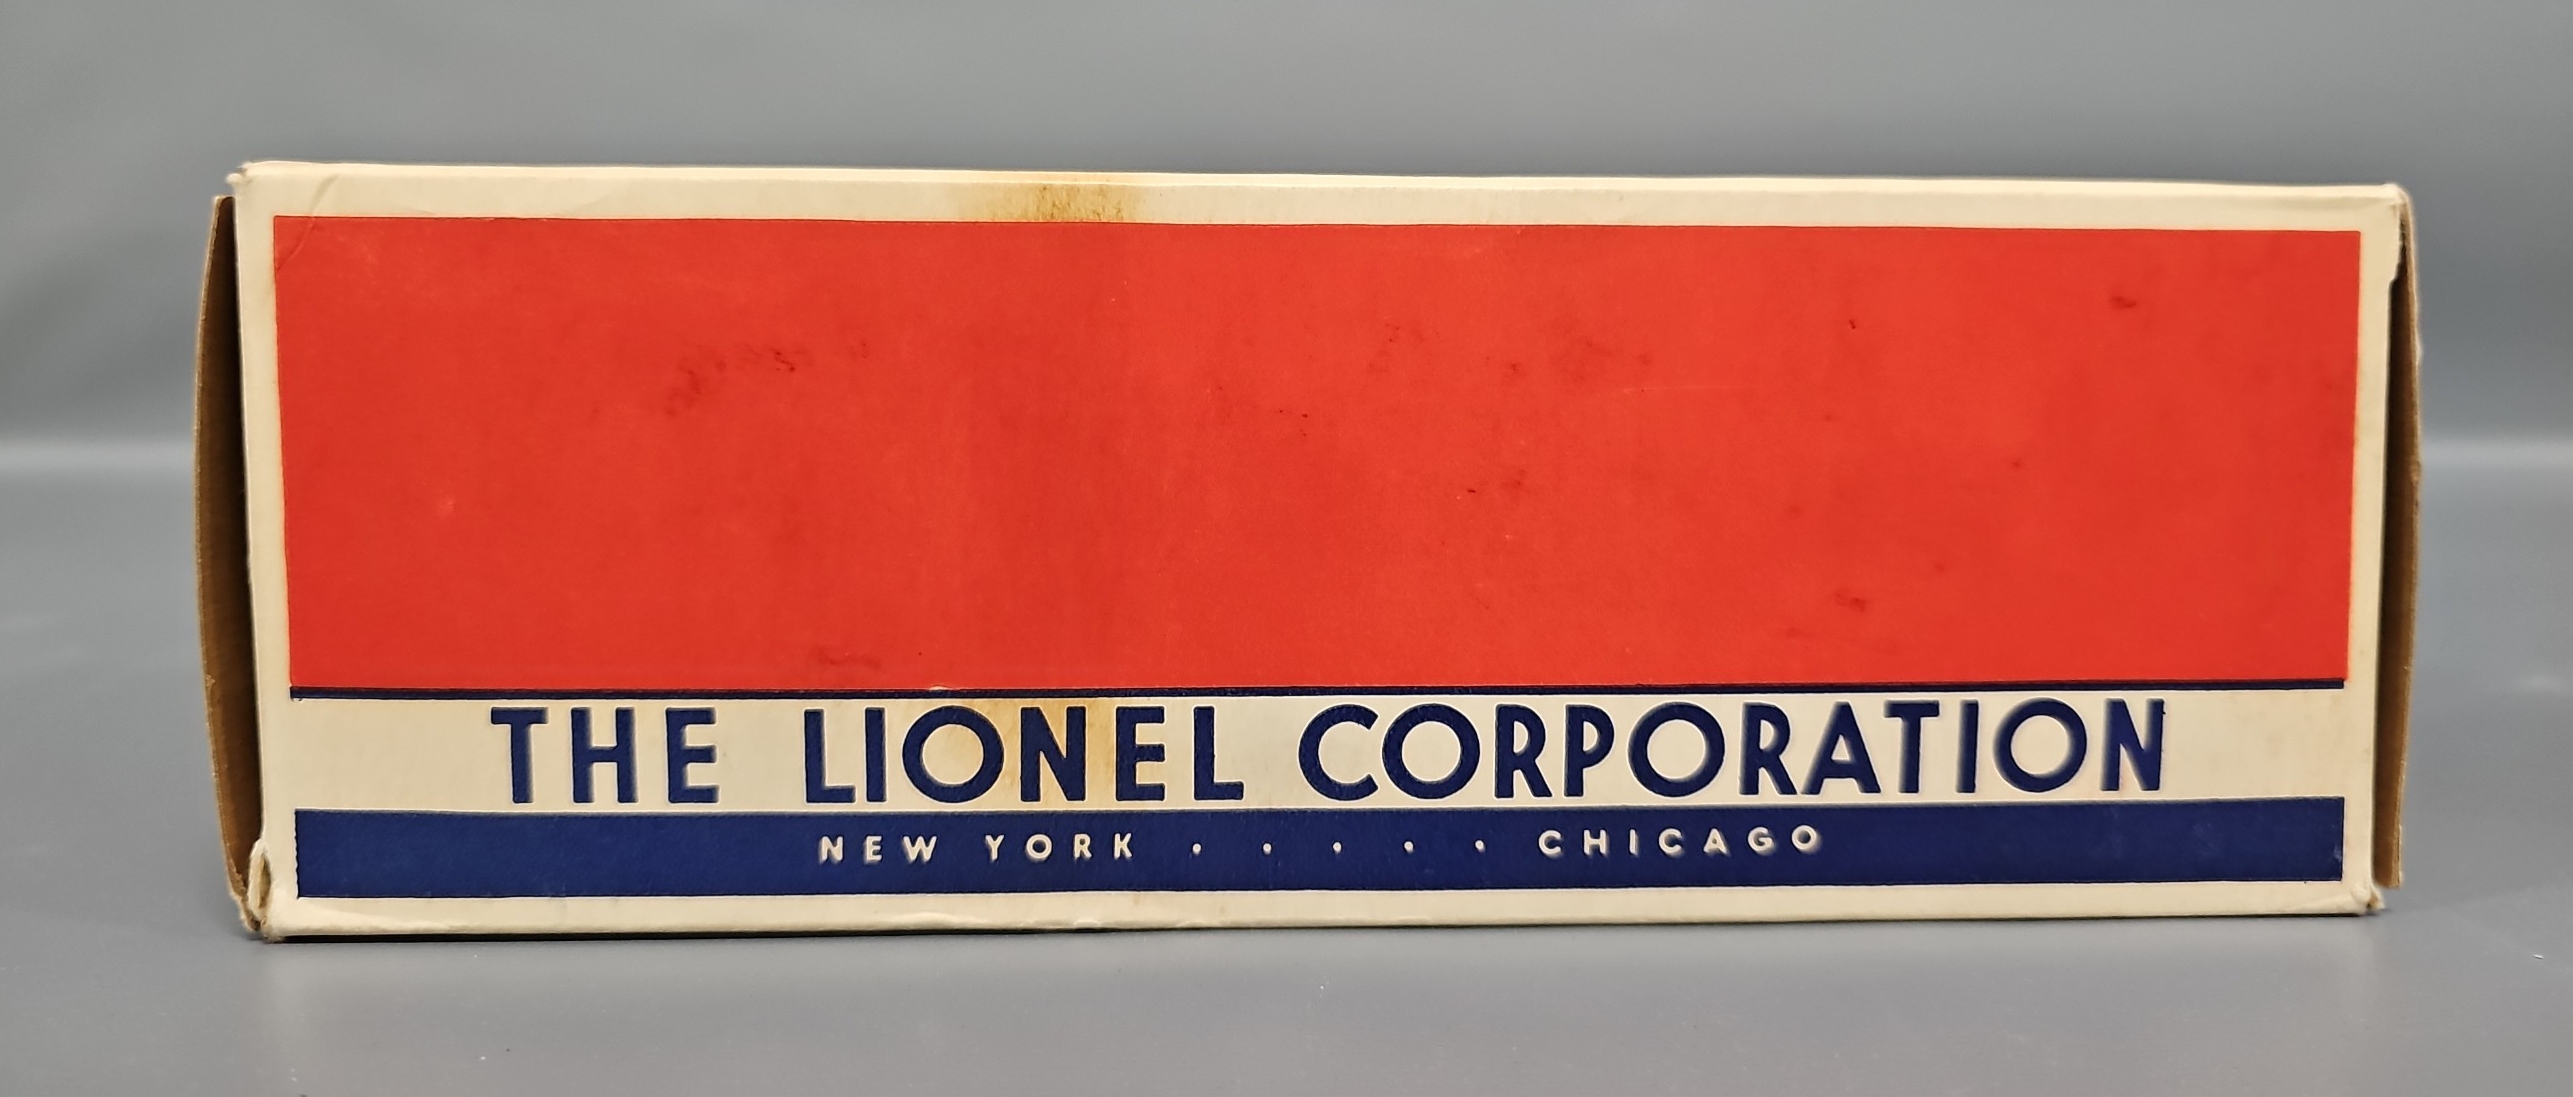 THE LIONEL CORPORATION
NEW YORK . . . . . CHICAGO